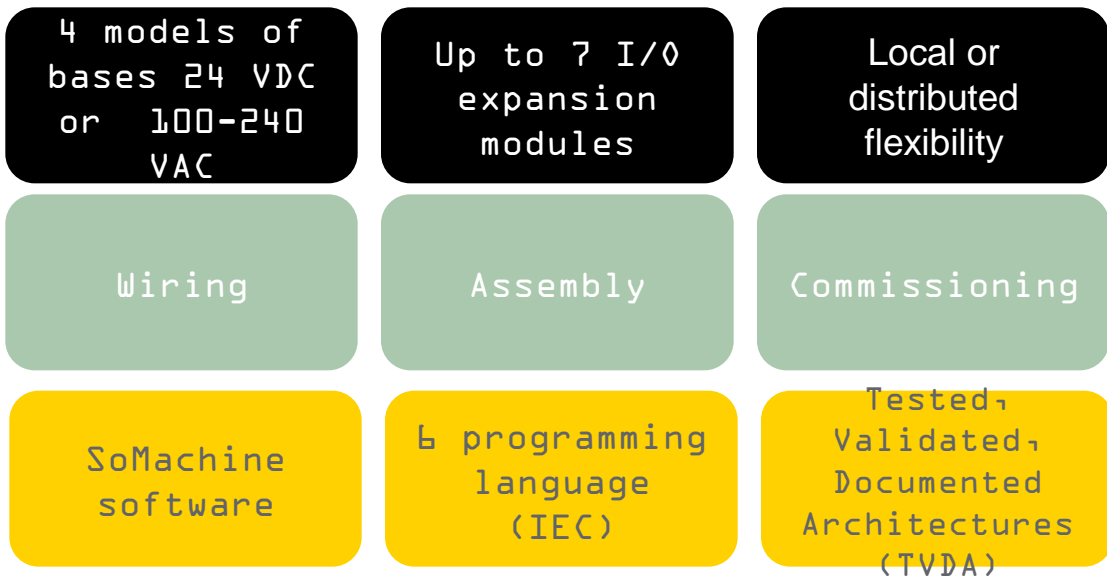 4 models of
bases 24 VDC
or 100-240
VAC
Up to 7 I/O
expansion
modules
Local or
distributed
flexibility
Wiring
Assembly
Commissioning
SoMachine
software
6 programming
language
(IEC)
Tested,
Validated,
Documented
Architectures
(TVDA)